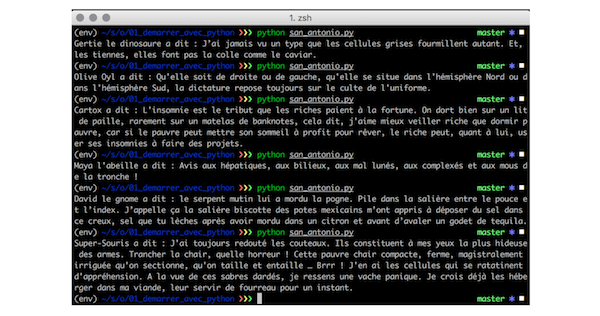 1. zsh
(env) ~/s/o/01_demarrer_avec_python ❯❯❯ python san_antonio.py master ✱ ◼
Gertie le dinosaure a dit : J'ai jamais vu un type que les cellules grises fourmillent autant. Et,
les tiennes, elles font pas la colle comme le caviar.
(env) ~/s/o/01_demarrer_avec_python ❯❯❯ python san_antonio.py master ✱ ◼
Olive Oyl a dit : Qu'elle soit de droite ou de gauche, qu'elle se situe dans l'hémisphère Nord ou d
ans l'hémisphère Sud, la dictature repose toujours sur le culte de l'uniforme.
(env) ~/s/o/01_demarrer_avec_python ❯❯❯ python san_antonio.py master ✱ ◼
Cartox a dit : L'insomnie est le tribut que les riches paient à la fortune. On dort bien sur un lit
de paille, rarement sur un matelas de banknotes, cela dit, j'aime mieux veiller riche que dormir p
auvre, car si le pauvre peut mettre son sommeil à profit pour rêver, le riche peut, quant à lui, us
er ses insomnies à faire des projets.
(env) ~/s/o/01_demarrer_avec_python ❯❯❯ python san_antonio.py master ✱ ◼
Maya l'abeille a dit : Avis aux hépatiques, aux bilieux, aux mal lunés, aux complexés et aux mous d
e la tronche !
(env) ~/s/o/01_demarrer_avec_python ❯❯❯ python san_antonio.py master ✱ ◼
David le gnome a dit : le serpent mutin lui a mordu la pogne. Pile dans la salière entre le pouce e
t l'index. J'appelle ça la salière biscotte des potes mexicains m'ont appris à déposer du sel dans
ce creux, sel que tu lèches après avoir mordu dans un citron et avant d'avaler un godet de tequila.
(env) ~/s/o/01_demarrer_avec_python ❯❯❯ python san_antonio.py master ✱ ◼
Super-Souris a dit : J'ai toujours redouté les couteaux. Ils constituent à mes yeux la plus hideuse
des armes. Trancher la chair, quelle horreur ! Cette pauvre chair compacte, ferme, magistralement
irriguée qu'on sectionne, qu'on taille et entaille … Brrr ! J'en ai les cellules qui se ratatinent
d'appréhension. A la vue de ces sabres dardés, je ressens une vache panique. Je crois déjà les hébe
rger dans ma viande, leur servir de fourreau pour un instant.
(env) ~/s/o/01_demarrer_avec_python ❯❯❯ master ✱ ◼